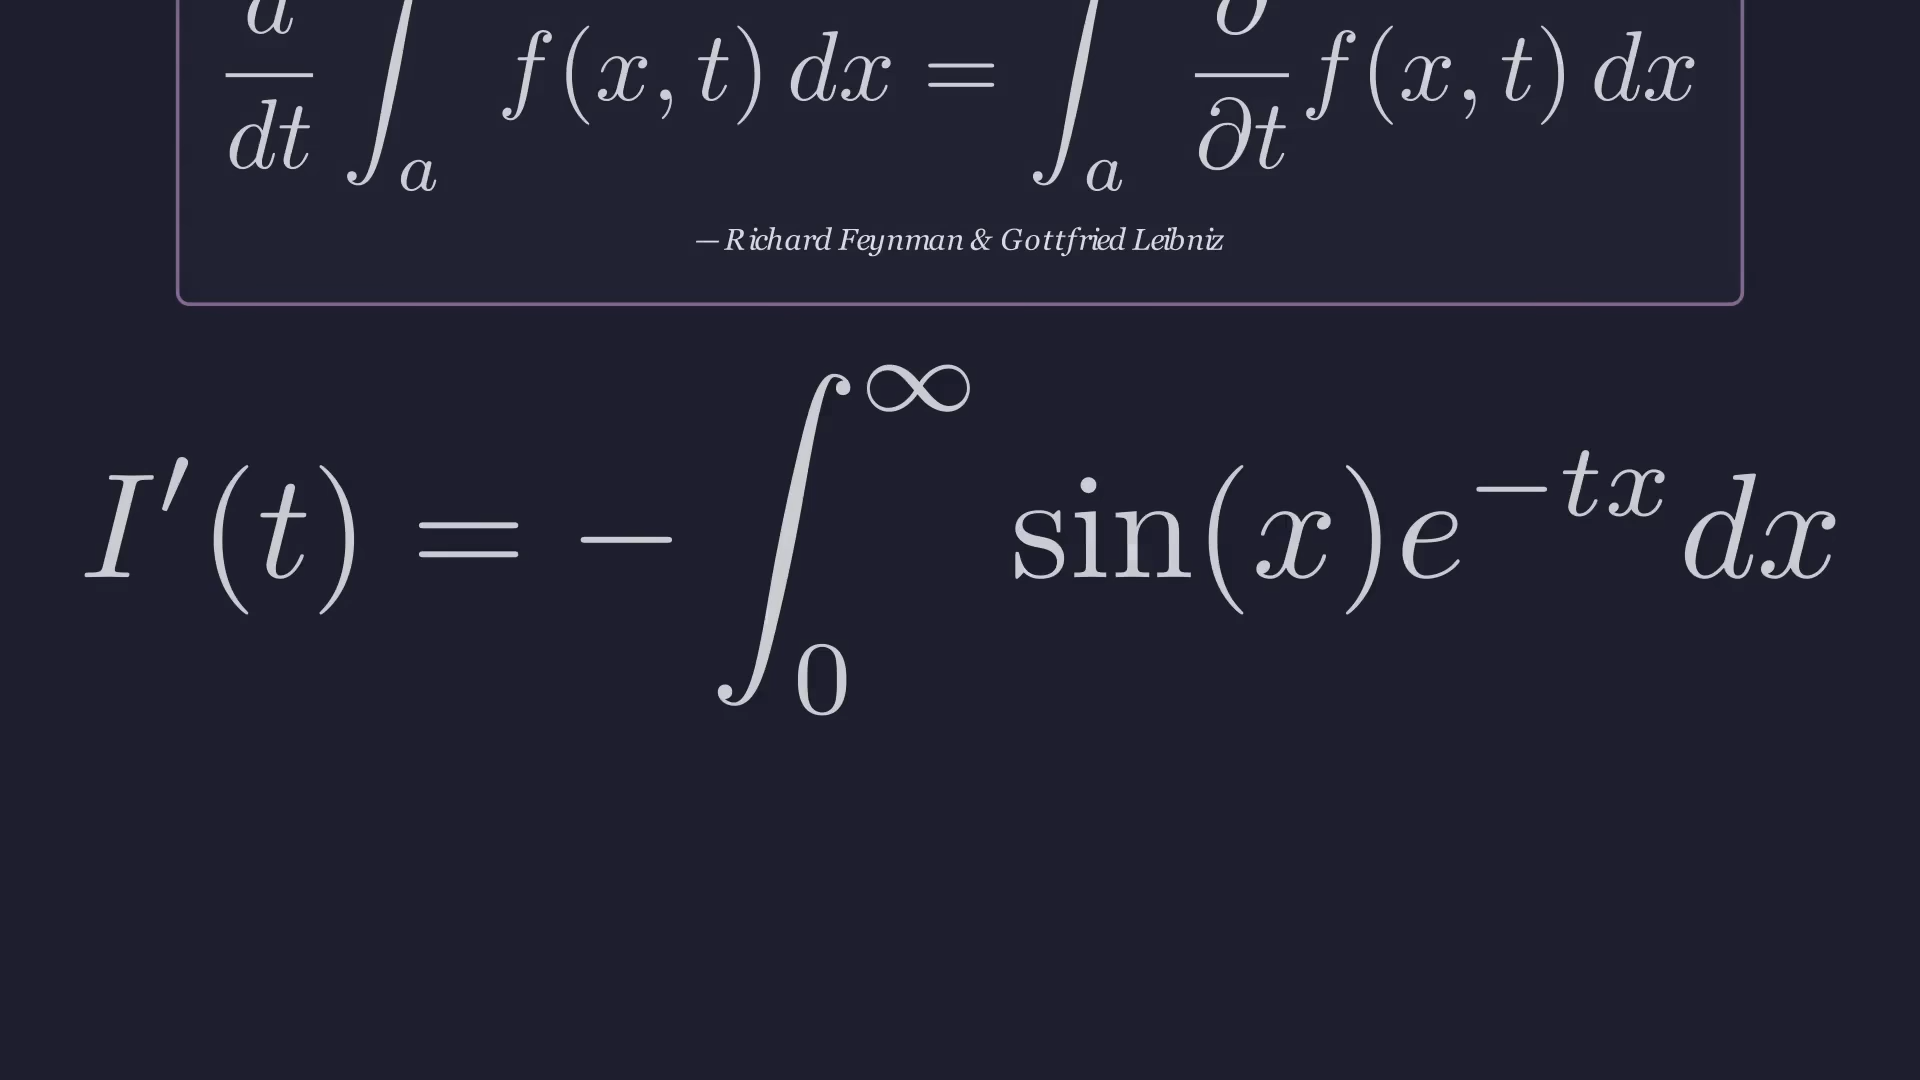 d/dt ∫_a f(x, t) dx = ∫_a ∂/∂t f(x, t) dx
— Richard Feynman & Gottfried Leibniz
I′(t) = − ∫_0^∞ sin(x)e^{−tx} dx